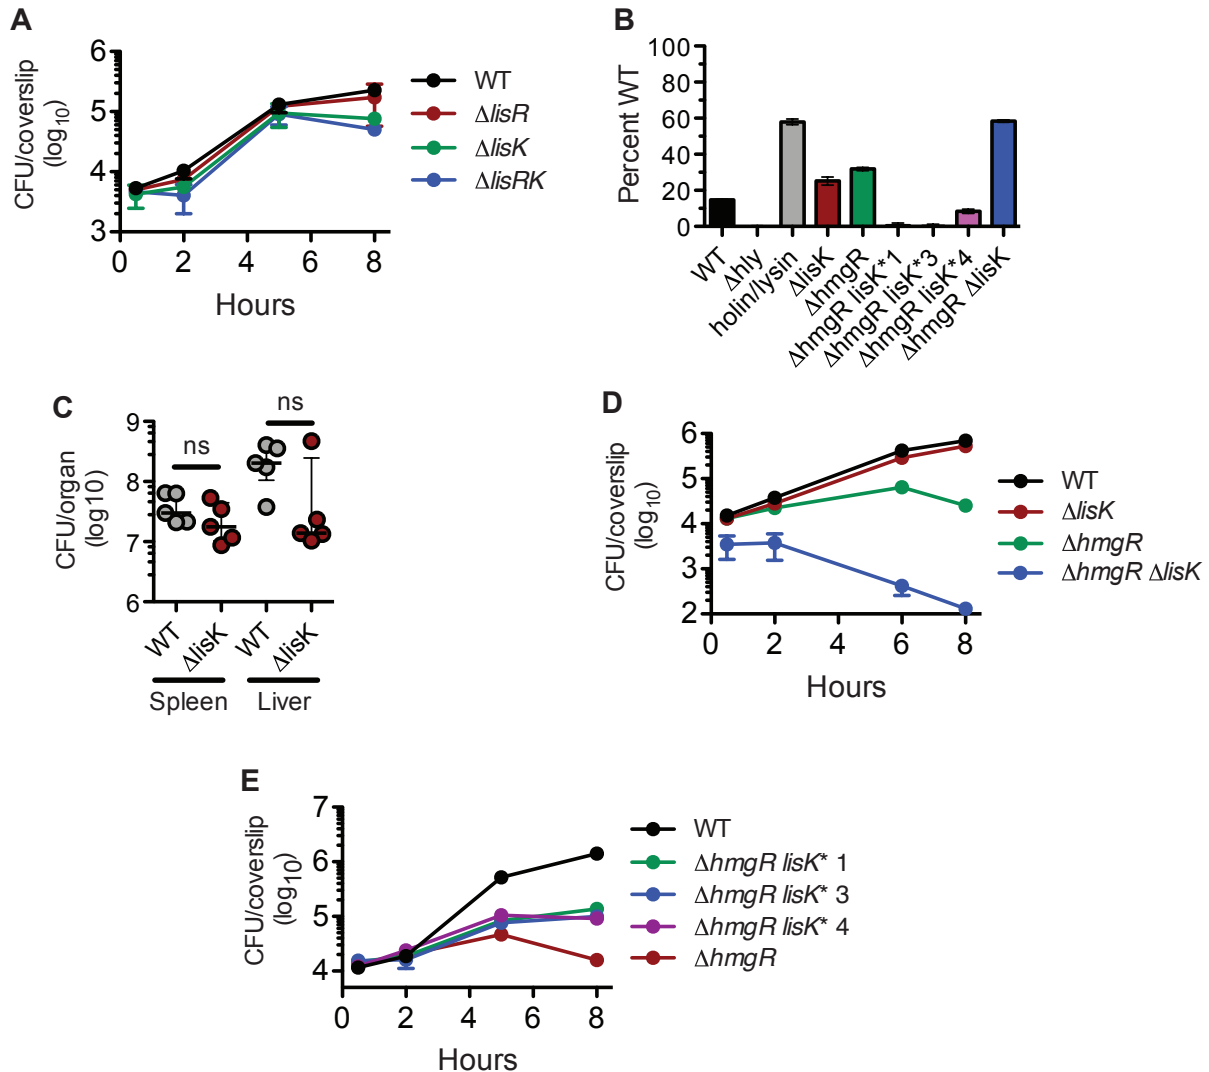 A
6
5
4
3
CFU/coverslip
(log10)
0 2 4 6 8
Hours
WT
ΔlisR
ΔlisK
ΔlisRK
B
100
80
60
40
20
0
Percent WT
WT
Δhly
holin/lysin
ΔlisK
ΔhmgR
ΔhmgR lisK*1
ΔhmgR lisK*3
ΔhmgR lisK*4
ΔhmgR ΔlisK
C
9
8
7
6
CFU/organ
(log10)
ns
ns
WT
ΔlisK
WT
ΔlisK
Spleen Liver
D
6
5
4
3
2
CFU/coverslip
(log10)
0 2 4 6 8
Hours
WT
ΔlisK
ΔhmgR
ΔhmgR ΔlisK
E
7
6
5
4
CFU/coverslip
(log10)
0 2 4 6 8
Hours
WT
ΔhmgR lisK* 1
ΔhmgR lisK* 3
ΔhmgR lisK* 4
ΔhmgR